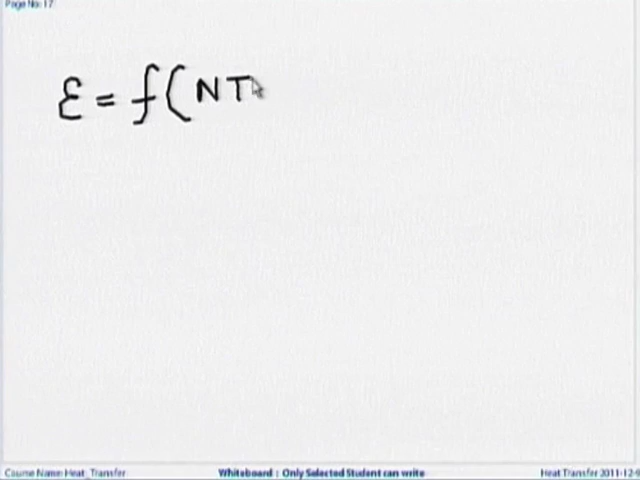 Page No: 17
ε = f( NT
Course Name: Heat_Transfer
Whiteboard : Only Selected Student can write
Heat Transfer 2011-12-